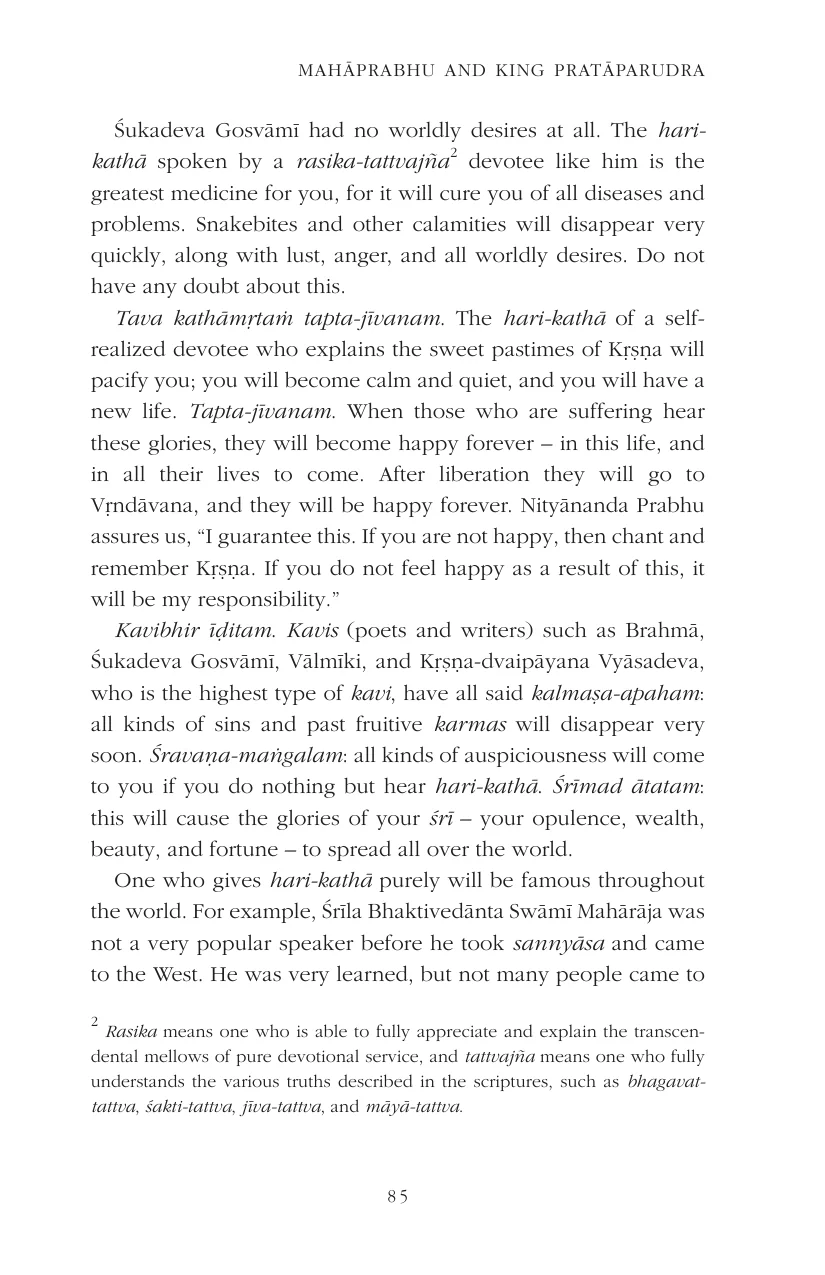 MAHĀPRABHU AND KING PRATĀPARUDRA
Śukadeva Gosvāmī had no worldly desires at all. The hari-
kathā spoken by a rasika-tattvajña2 devotee like him is the
greatest medicine for you, for it will cure you of all diseases and
problems. Snakebites and other calamities will disappear very
quickly, along with lust, anger, and all worldly desires. Do not
have any doubt about this.
Tava kathāmṛtaṁ tapta-jīvanam. The hari-kathā of a self-
realized devotee who explains the sweet pastimes of Kṛṣṇa will
pacify you; you will become calm and quiet, and you will have a
new life. Tapta-jīvanam. When those who are suffering hear
these glories, they will become happy forever – in this life, and
in all their lives to come. After liberation they will go to
Vṛndāvana, and they will be happy forever. Nityānanda Prabhu
assures us, “I guarantee this. If you are not happy, then chant and
remember Kṛṣṇa. If you do not feel happy as a result of this, it
will be my responsibility.”
Kavibhir īḍitam. Kavis (poets and writers) such as Brahmā,
Śukadeva Gosvāmī, Vālmīki, and Kṛṣṇa-dvaipāyana Vyāsadeva,
who is the highest type of kavi, have all said kalmaṣa-apaham:
all kinds of sins and past fruitive karmas will disappear very
soon. Śravaṇa-maṅgalam: all kinds of auspiciousness will come
to you if you do nothing but hear hari-kathā. Śrīmad ātatam:
this will cause the glories of your śrī – your opulence, wealth,
beauty, and fortune – to spread all over the world.
One who gives hari-kathā purely will be famous throughout
the world. For example, Śrīla Bhaktivedānta Swāmī Mahārāja was
not a very popular speaker before he took sannyāsa and came
to the West. He was very learned, but not many people came to
2 Rasika means one who is able to fully appreciate and explain the transcen-
dental mellows of pure devotional service, and tattvajña means one who fully
understands the various truths described in the scriptures, such as bhagavat-
tattva, śakti-tattva, jīva-tattva, and māyā-tattva.
85